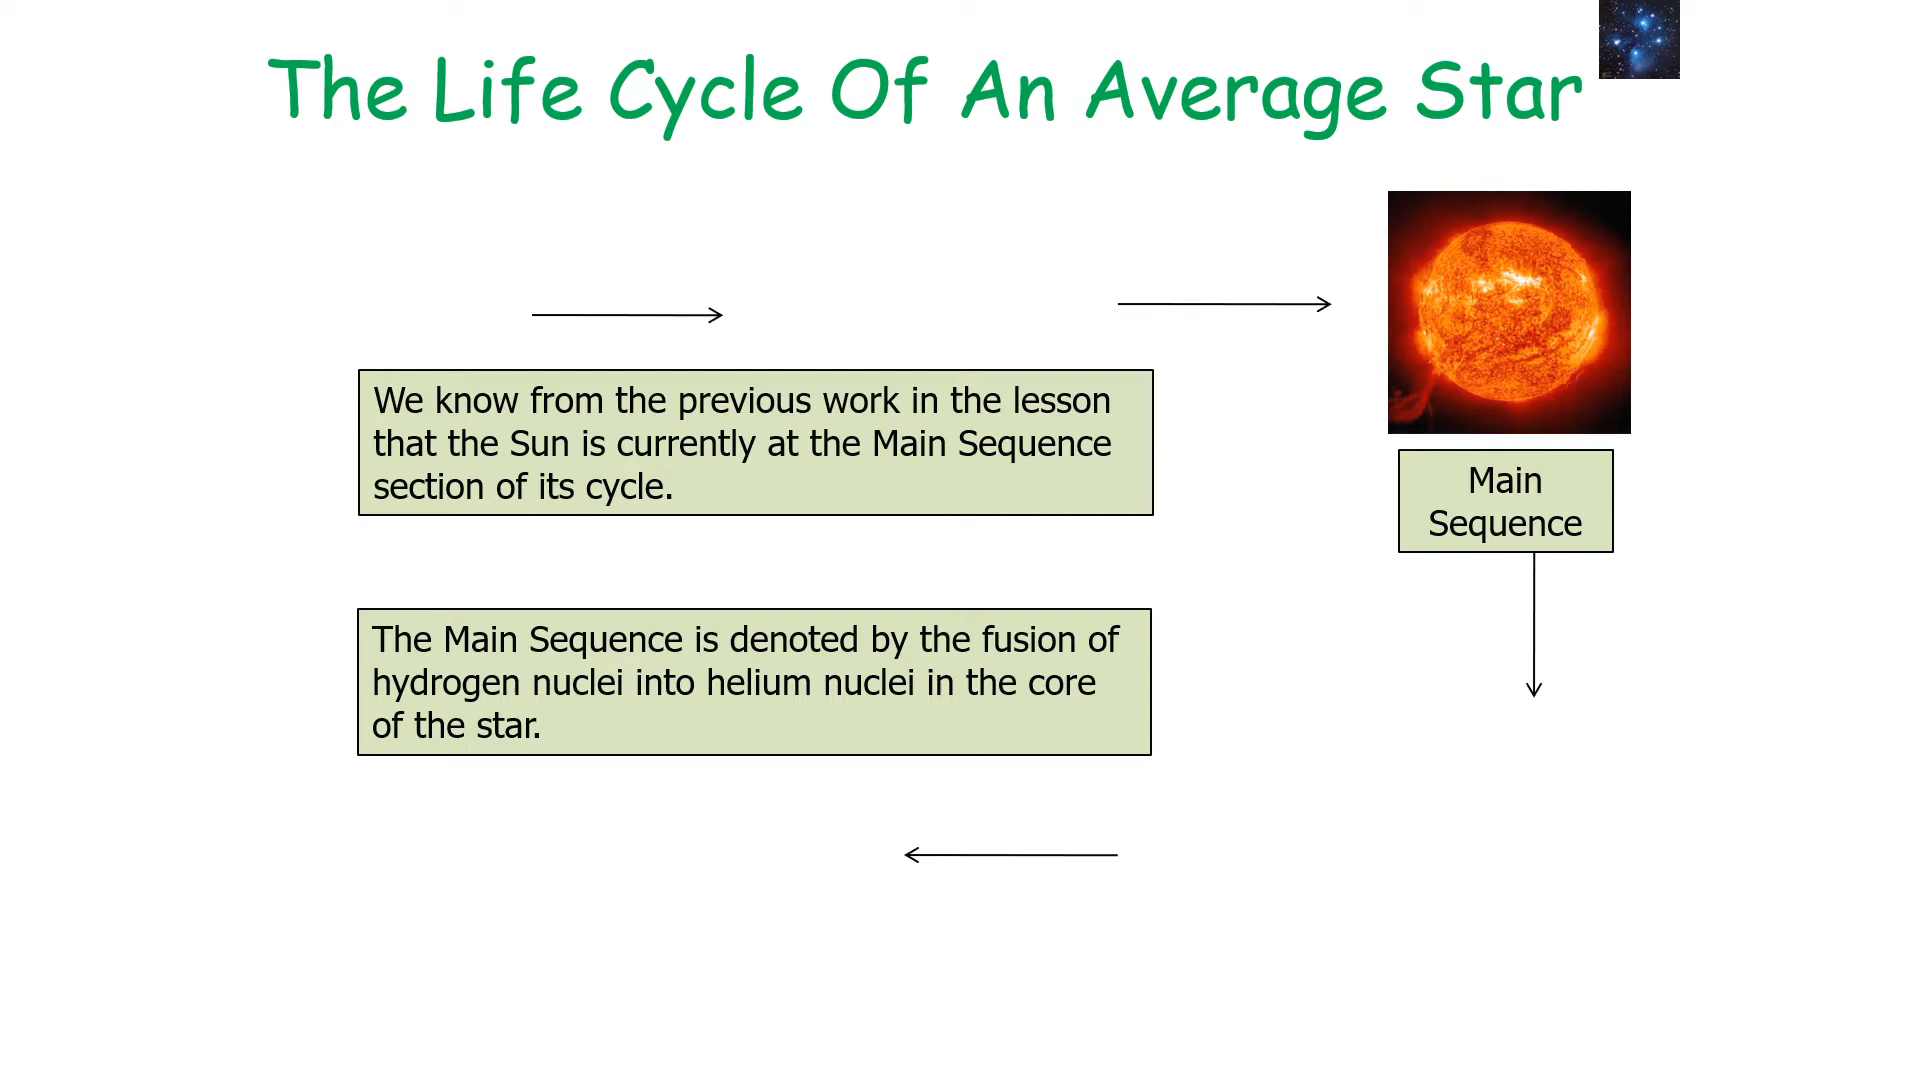 The Life Cycle Of An Average Star
We know from the previous work in the lesson
that the Sun is currently at the Main Sequence
section of its cycle.
Main
Sequence
The Main Sequence is denoted by the fusion of
hydrogen nuclei into helium nuclei in the core
of the star.